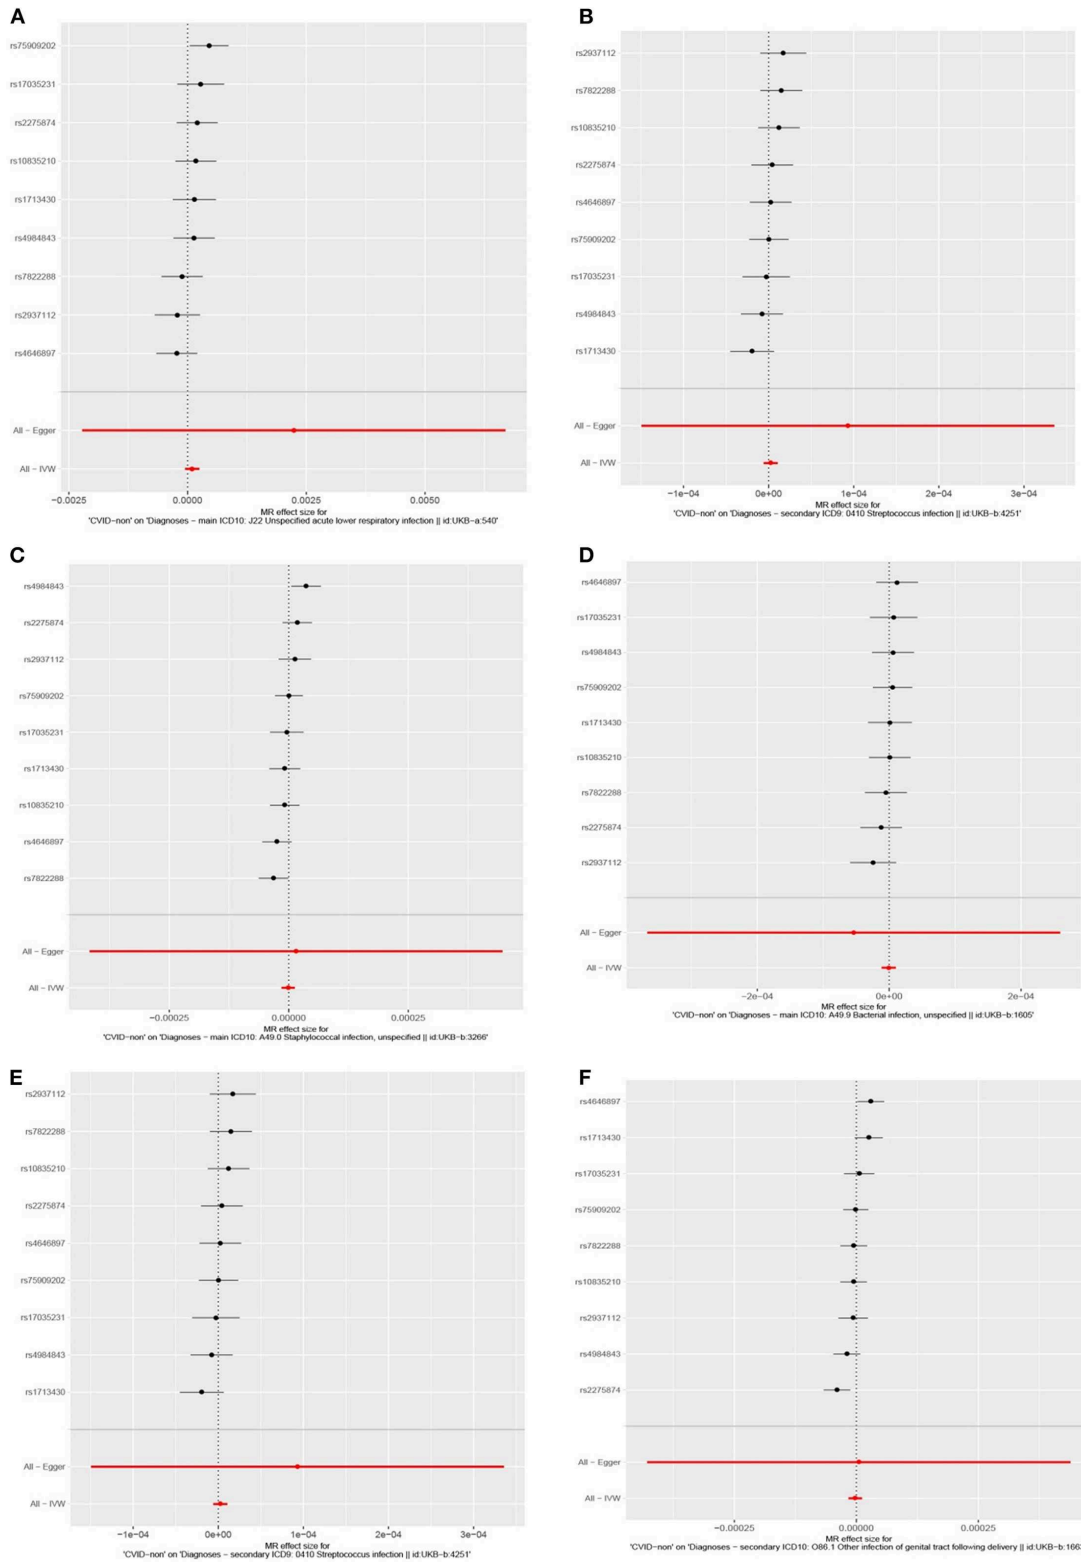 A
rs75909202
rs17035231
rs2275874
rs10835210
rs1713430
rs4984843
rs7822288
rs2937112
rs4646897
All − Egger
All − IVW
−0.0025 0.0000 0.0025 0.0050
MR effect size for
'CVID−non' on 'Diagnoses − main ICD10: J22 Unspecified acute lower respiratory infection || id:UKB−a:540'
B
rs2937112
rs7822288
rs10835210
rs2275874
rs4646897
rs75909202
rs17035231
rs4984843
rs1713430
All − Egger
All − IVW
−1e−04 0e+00 1e−04 2e−04 3e−04
MR effect size for
'CVID−non' on 'Diagnoses − secondary ICD9: 0410 Streptococcus infection || id:UKB−b:4251'
C
rs4984843
rs2275874
rs2937112
rs75909202
rs17035231
rs1713430
rs10835210
rs4646897
rs7822288
All − Egger
All − IVW
−0.00025 0.00000 0.00025
MR effect size for
'CVID−non' on 'Diagnoses − main ICD10: A49.0 Staphylococcal infection, unspecified || id:UKB−b:3266'
D
rs4646897
rs17035231
rs4984843
rs75909202
rs1713430
rs10835210
rs7822288
rs2275874
rs2937112
All − Egger
All − IVW
−2e−04 0e+00 2e−04
MR effect size for
'CVID−non' on 'Diagnoses − main ICD10: A49.9 Bacterial infection, unspecified || id:UKB−b:1605'
E
rs2937112
rs7822288
rs10835210
rs2275874
rs4646897
rs75909202
rs17035231
rs4984843
rs1713430
All − Egger
All − IVW
−1e−04 0e+00 1e−04 2e−04 3e−04
MR effect size for
'CVID−non' on 'Diagnoses − secondary ICD9: 0410 Streptococcus infection || id:UKB−b:4251'
F
rs4646897
rs1713430
rs17035231
rs75909202
rs7822288
rs10835210
rs2937112
rs4984843
rs2275874
All − Egger
All − IVW
−0.00025 0.00000 0.00025
MR effect size for
'CVID−non' on 'Diagnoses − secondary ICD10: O86.1 Other infection of genital tract following delivery || id:UKB−b:166